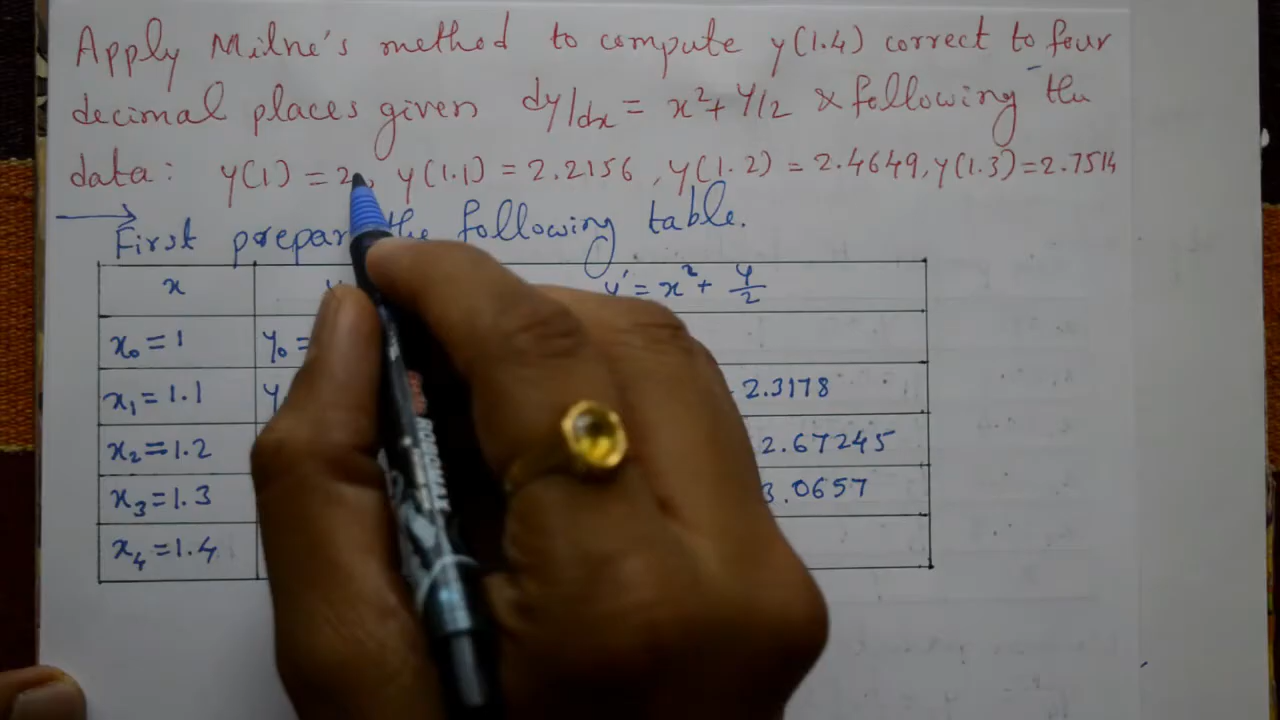 Apply Milne's method to compute y(1.4) correct to four
decimal places given dy/dx = x²+ y/2 & following the
data: y(1) = 2, y(1.1) = 2.2156, y(1.2) = 2.4649, y(1.3)=2.7514
First prepar the following table.
x y' = x² + y/2
x₀ = 1 y₀ =
x₁ = 1.1 2.3178
x₂ = 1.2 2.67245
x₃ = 1.3 3.0657
x₄ = 1.4